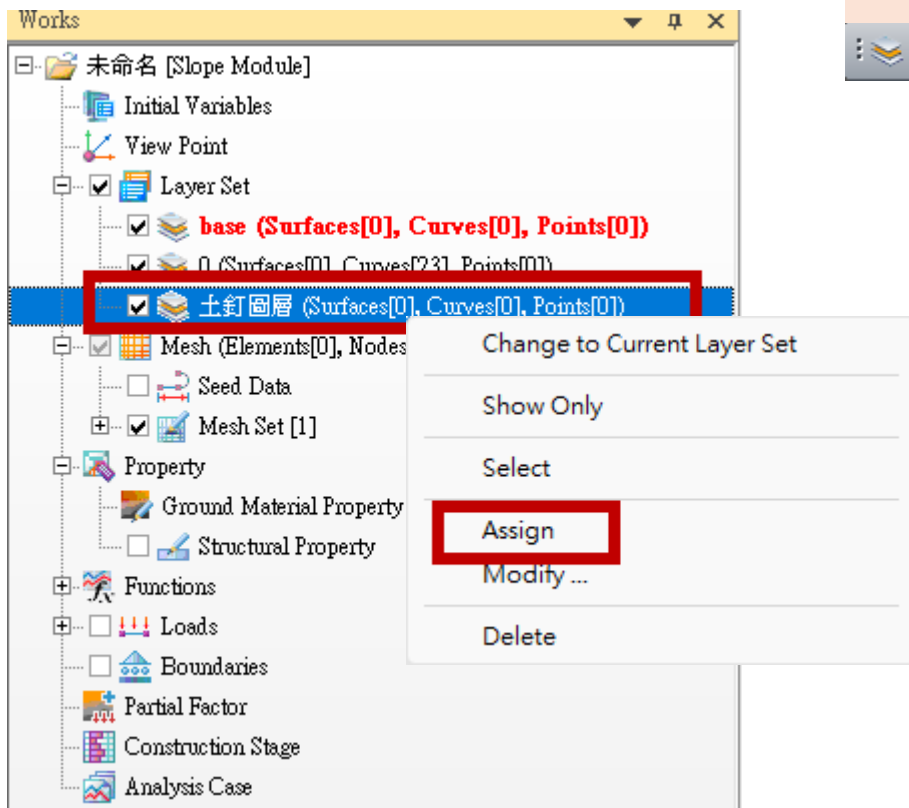 Works
未命名 [Slope Module]
Initial Variables
View Point
Layer Set
base (Surfaces[0], Curves[0], Points[0])
0 (Surfaces[0], Curves[23], Points[0])
土釘圖層 (Surfaces[0], Curves[0], Points[0])
Mesh (Elements[0], Nodes
Seed Data
Mesh Set [1]
Property
Ground Material Property
Structural Property
Functions
Loads
Boundaries
Partial Factor
Construction Stage
Analysis Case
Change to Current Layer Set
Show Only
Select
Assign
Modify ...
Delete